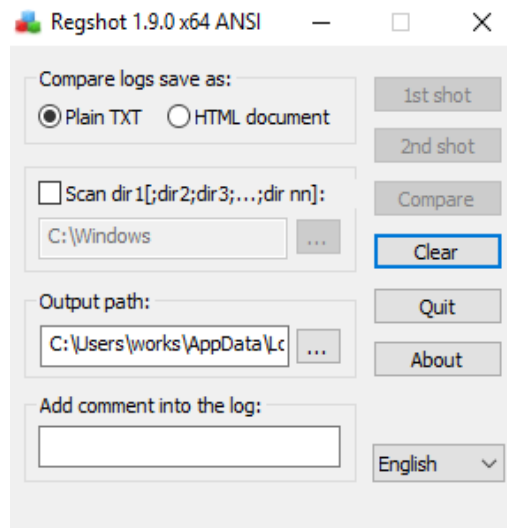 Regshot 1.9.0 x64 ANSI
Compare logs save as:
Plain TXT
HTML document
1st shot
2nd shot
Scan dir1[;dir2;dir3;...;dir nn]:
C:\Windows
...
Compare
Clear
Output path:
C:\Users\works\AppData\Lo
...
Quit
About
Add comment into the log:
English